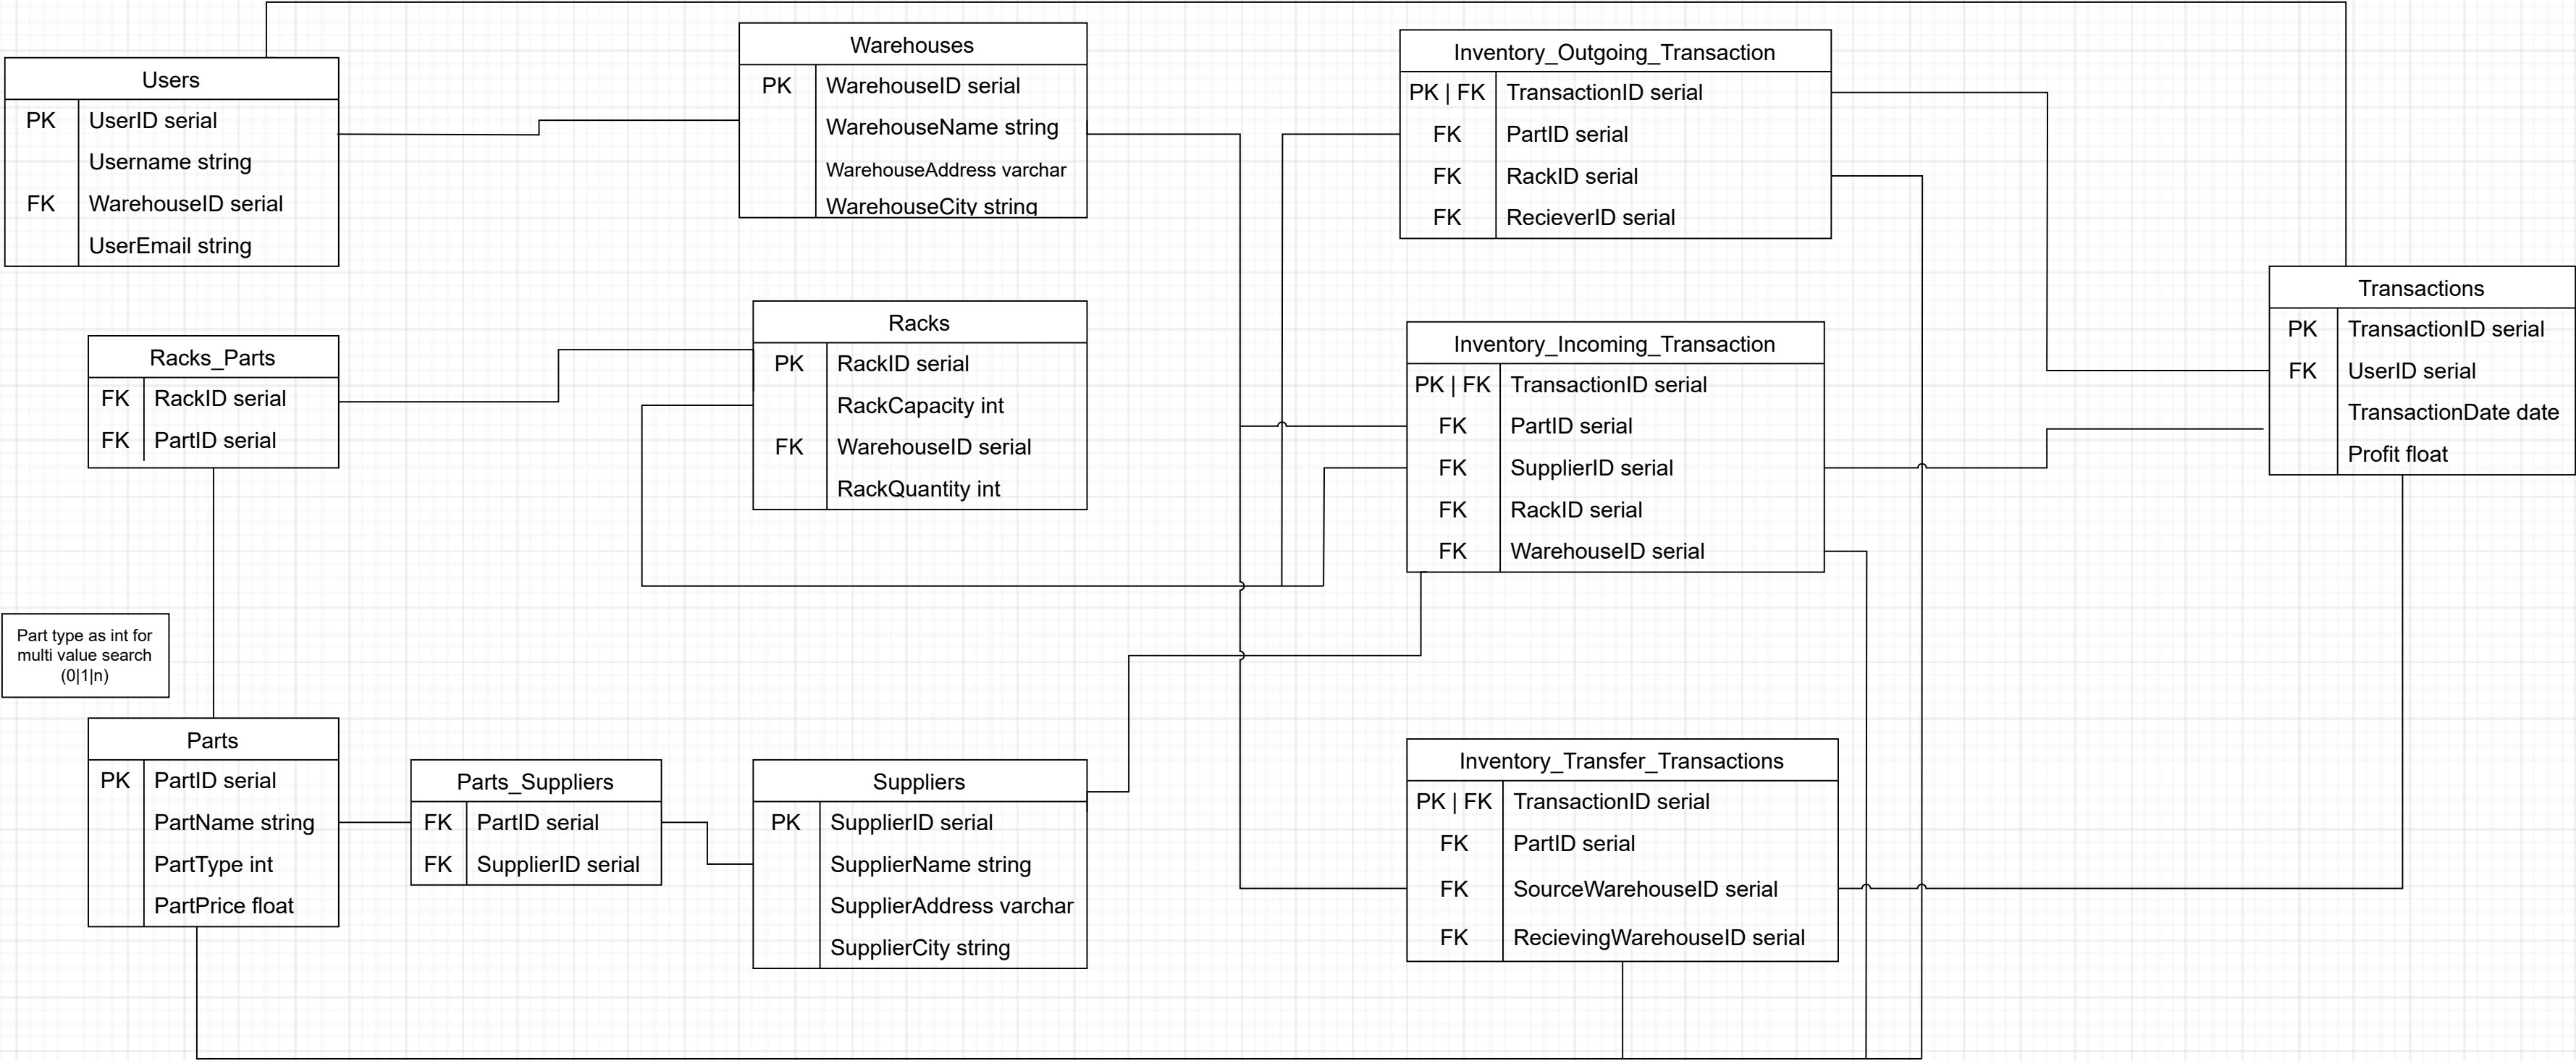 Users
PK UserID serial
Username string
FK WarehouseID serial
UserEmail string
Warehouses
PK WarehouseID serial
WarehouseName string
WarehouseAddress varchar
WarehouseCity string
Inventory_Outgoing_Transaction
PK | FK TransactionID serial
FK PartID serial
FK RackID serial
FK RecieverID serial
Transactions
PK TransactionID serial
FK UserID serial
TransactionDate date
Profit float
Racks_Parts
FK RackID serial
FK PartID serial
Racks
PK RackID serial
RackCapacity int
FK WarehouseID serial
RackQuantity int
Inventory_Incoming_Transaction
PK | FK TransactionID serial
FK PartID serial
FK SupplierID serial
FK RackID serial
FK WarehouseID serial
Part type as int for
multi value search
(0|1|n)
Parts
PK PartID serial
PartName string
PartType int
PartPrice float
Parts_Suppliers
FK PartID serial
FK SupplierID serial
Suppliers
PK SupplierID serial
SupplierName string
SupplierAddress varchar
SupplierCity string
Inventory_Transfer_Transactions
PK | FK TransactionID serial
FK PartID serial
FK SourceWarehouseID serial
FK RecievingWarehouseID serial